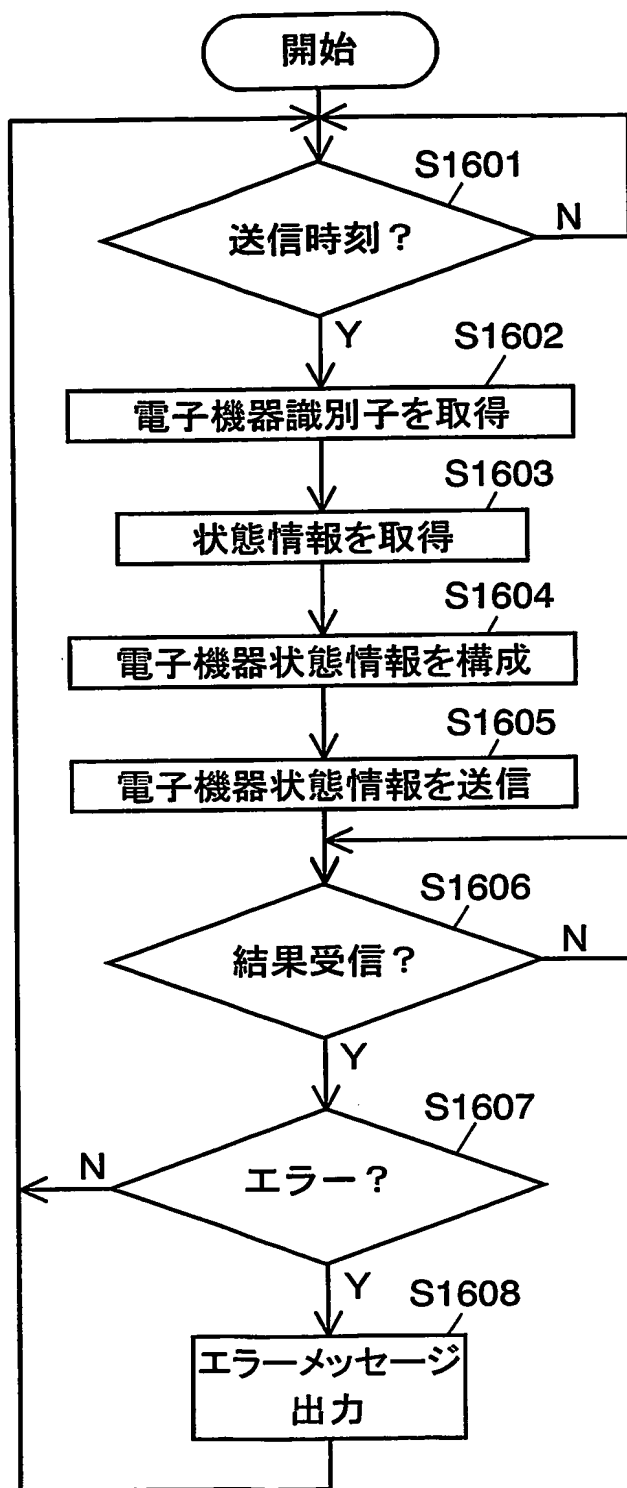 開始
S1601
送信時刻?
N
Y
S1602
電子機器識別子を取得
S1603
状態情報を取得
S1604
電子機器状態情報を構成
S1605
電子機器状態情報を送信
S1606
結果受信?
N
Y
S1607
N
エラー?
Y
S1608
エラーメッセージ
出力